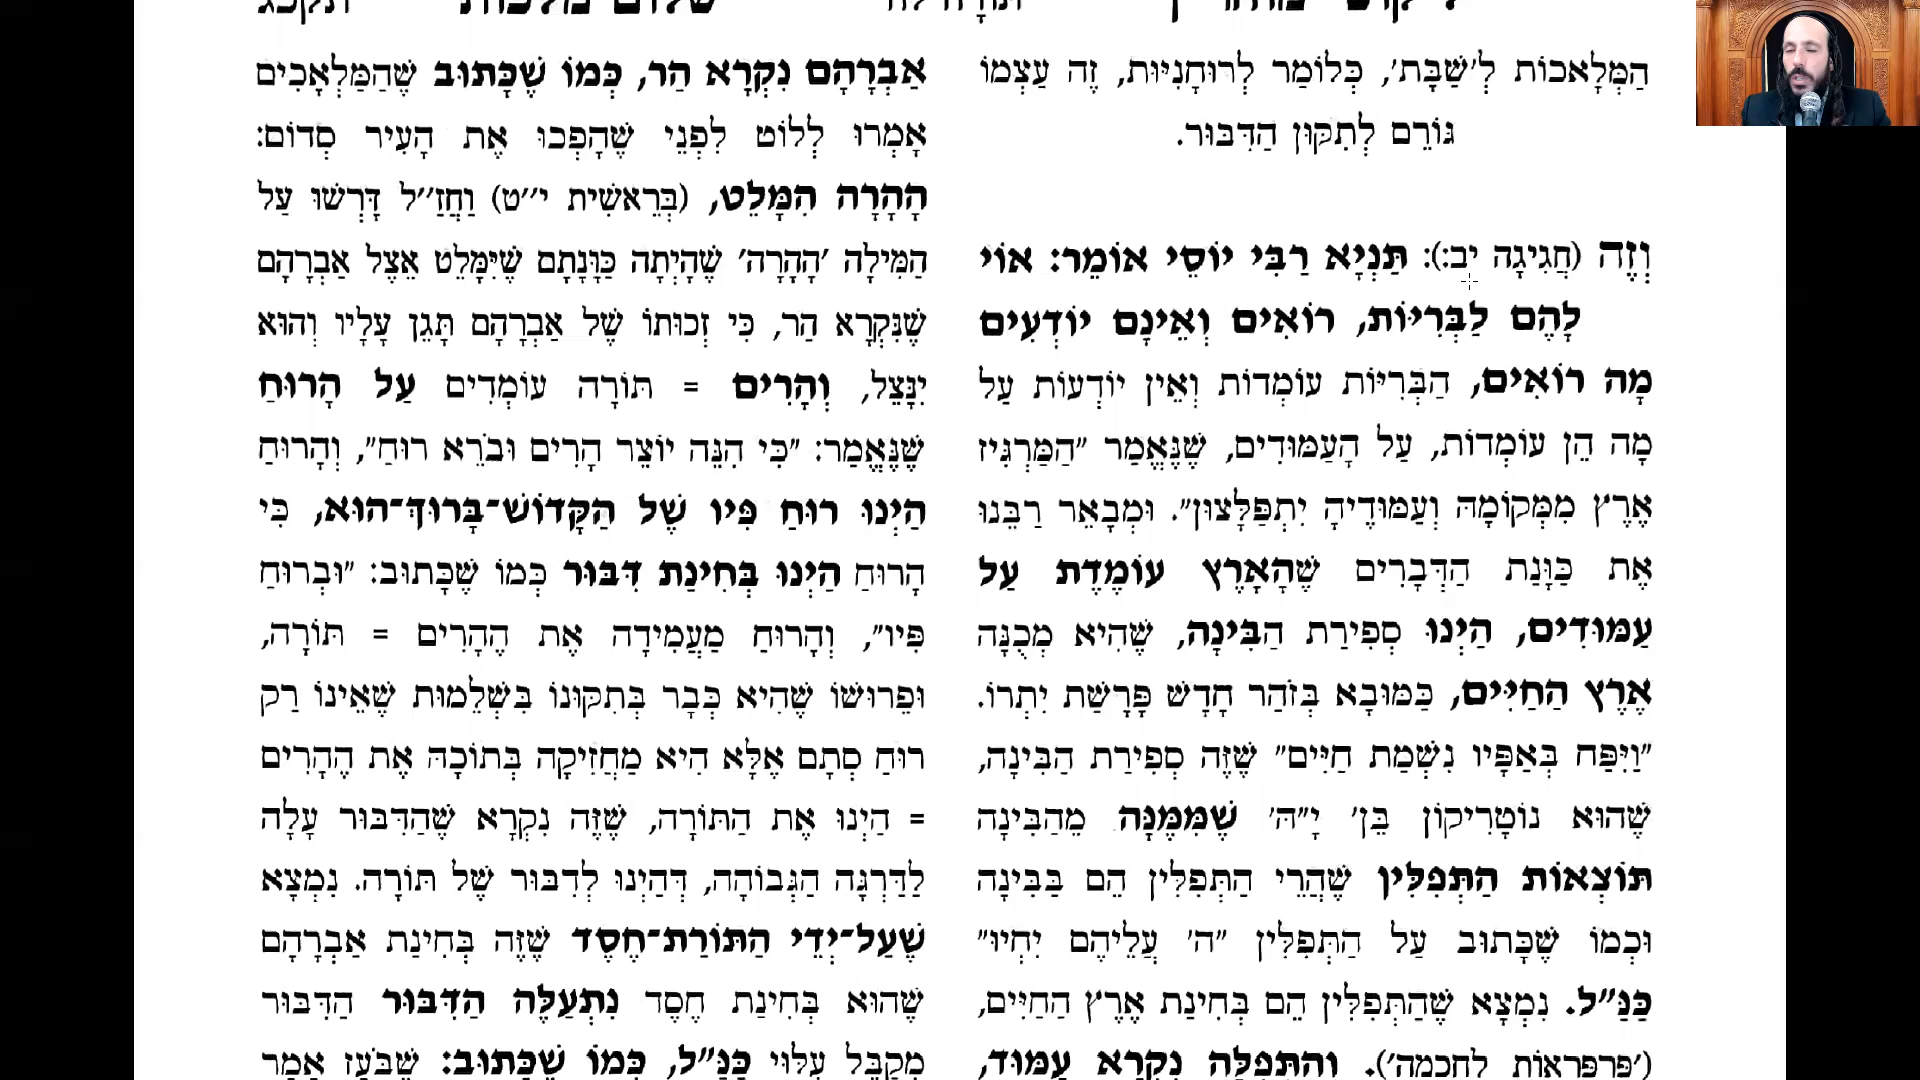 הַמְּלָאכוֹת לְ'שַׁבָּת', כְּלוֹמַר לְרוּחָנִיּוּת, זֶה עַצְמוֹ
גּוֹרֵם לְתִקּוּן הַדִּבּוּר.
וְזֶה (חֲגִיגָה יב:): תַּנְיָא רַבִּי יוֹסֵי אוֹמֵר: אוֹי
לָהֶם לַבְּרִיּוֹת, רוֹאִים וְאֵינָם יוֹדְעִים
מָה רוֹאִים, הַבְּרִיּוֹת עוֹמְדוֹת וְאֵין יוֹדְעוֹת עַל
מָה הֵן עוֹמְדוֹת, עַל הָעַמּוּדִים, שֶׁנֶּאֱמַר "הַמַּרְגִּיז
אֶרֶץ מִמְּקוֹמָהּ וְעַמּוּדֶיהָ יִתְפַלָּצוּן". וּמְבָאֵר רַבֵּנוּ
אֶת כַּוָּנַת הַדְּבָרִים שֶׁהָאָרֶץ עוֹמֶדֶת עַל
עַמּוּדִים, הַיְנוּ סְפִירַת הַבִּינָה, שֶׁהִיא מְכֻנָּה
אֶרֶץ הַחַיִּים, כַּמּוּבָא בְּזֹהַר חָדָשׁ פָּרָשַׁת יִתְרוֹ.
"וַיִּפַּח בְּאַפָּיו נִשְׁמַת חַיִּים" שֶׁזֶּה סְפִירַת הַבִּינָה,
שֶׁהוּא נוֹטָרִיקוֹן בֵּן' יָ"הּ' שֶׁמִּמֶּנָּה מֵהַבִּינָה
תּוֹצְאוֹת הַתְּפִלִּין שֶׁהֲרֵי הַתְּפִלִּין הֵם בַּבִּינָה
וּכְמוֹ שֶׁכָּתוּב עַל הַתְּפִלִּין "ה' עֲלֵיהֶם יִחְיוּ"
כַּנַּ"ל. נִמְצָא שֶׁהַתְּפִלִּין הֵם בְּחִינַת אֶרֶץ הַחַיִּים,
('פרפראות לחכמה'). וְהַתְּפִלָּה נִקְרָא עַמּוּד,
אַבְרָהָם נִקְרָא הַר, כְּמוֹ שֶׁכָּתוּב שֶׁהַמַּלְאָכִים
אָמְרוּ לְלוֹט לִפְנֵי שֶׁהָפְכוּ אֶת הָעִיר סְדוֹם:
הָהָרָה הִמָּלֵט, (בְּרֵאשִׁית י"ט) וַחֲזַ"ל דָּרְשׁוּ עַל
הַמִּילָה 'הָהָרָה' שֶׁהָיְתָה כַּוָּנָתָם שֶׁיִּמָּלֵט אֵצֶל אַבְרָהָם
שֶׁנִּקְרָא הַר, כִּי זְכוּתוֹ שֶׁל אַבְרָהָם תָּגֵן עָלָיו וְהוּא
יִנָּצֵל, וְהָרִים = תּוֹרָה עוֹמְדִים עַל הָרוּחַ
שֶׁנֶּאֱמַר: "כִּי הִנֵּה יוֹצֵר הָרִים וּבֹרֵא רוּחַ", וְהָרוּחַ
הַיְנוּ רוּחַ פִּיו שֶׁל הַקָּדוֹשׁ־בָּרוּךְ־הוּא, כִּי
הָרוּחַ הַיְנוּ בְּחִינַת דִּבּוּר כְּמוֹ שֶׁכָּתוּב: "וּבְרוּחַ
פִּיו", וְהָרוּחַ מַעֲמִידָה אֶת הֶהָרִים = תּוֹרָה,
וּפֵרוּשׁוֹ שֶׁהִיא כְּבָר בְּתִקּוּנוֹ בִּשְׁלֵמוּת שֶׁאֵינוֹ רַק
רוּחַ סְתָם אֶלָּא הִיא מַחֲזִיקָה בְּתוֹכָהּ אֶת הֶהָרִים
= הַיְנוּ אֶת הַתּוֹרָה, שֶׁזֶּה נִקְרָא שֶׁהַדִּבּוּר עָלָה
לַדַּרְגָּה הַגְּבוֹהָה, דְּהַיְנוּ לְדִבּוּר שֶׁל תּוֹרָה. נִמְצָא
שֶׁעַל־יְדֵי הַתּוֹרַת־חֶסֶד שֶׁזֶּה בְּחִינַת אַבְרָהָם
שֶׁהוּא בְּחִינַת חֶסֶד נִתְעַלֶּה הַדִּבּוּר הַדִּבּוּר
מְקַבֵּל עִלּוּי כַּנַּ"ל, כְּמוֹ שֶׁכָּתוּב: שֶׁבֹּעַז אָמַר